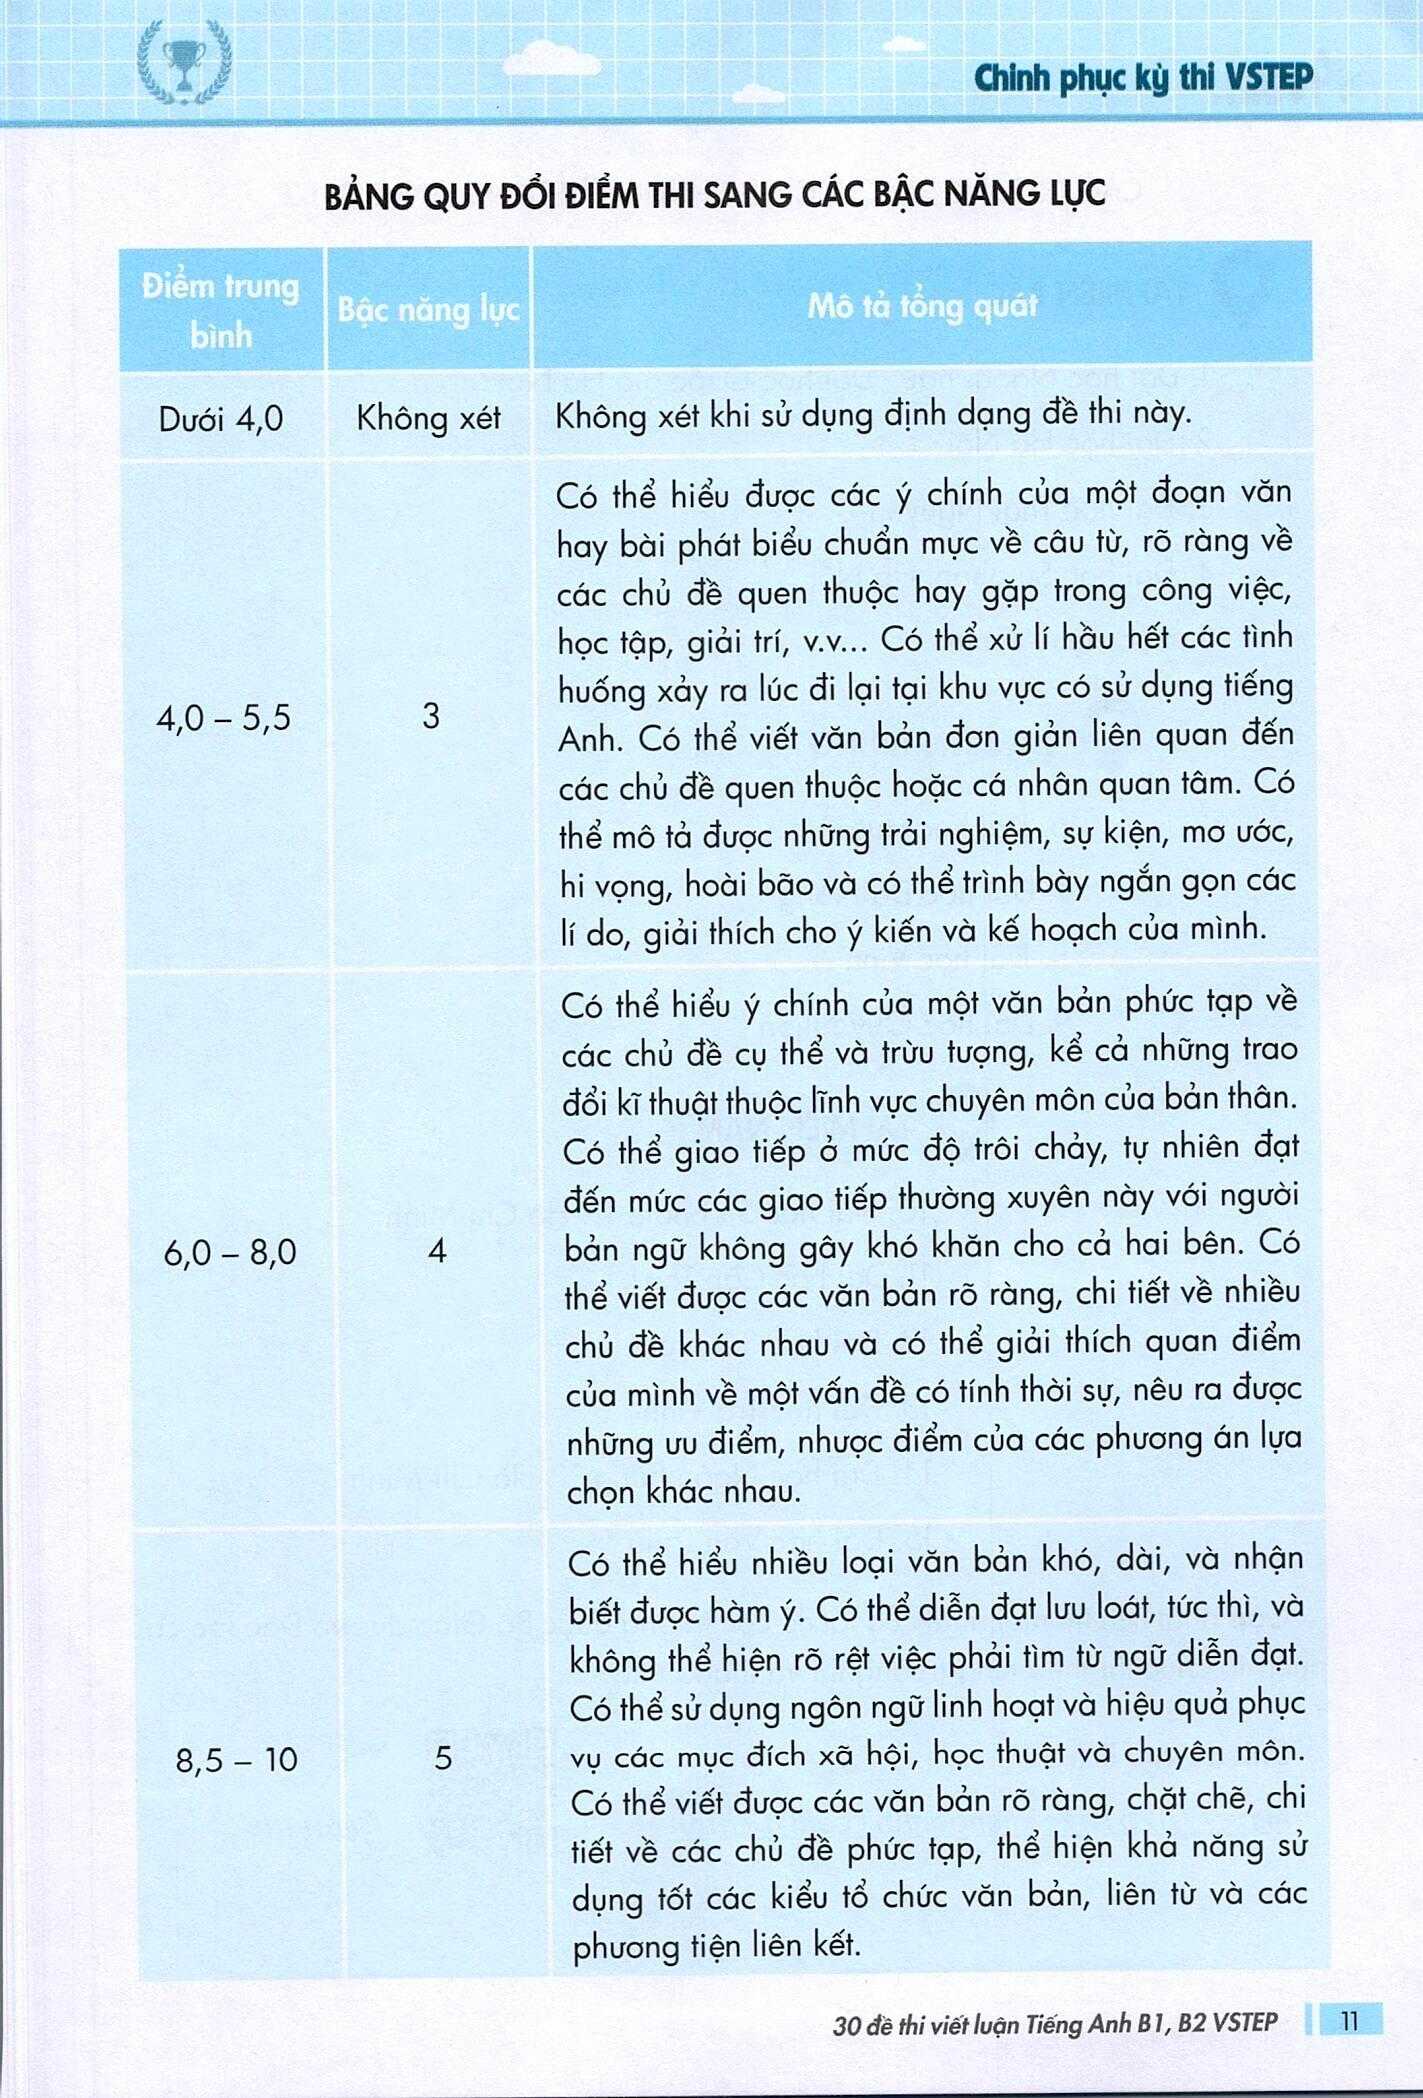 Chinh phục kỳ thi VSTEP
BẢNG QUY ĐỔI ĐIỂM THI SANG CÁC BẬC NĂNG LỰC
Điểm trung
bình
Bậc năng lực
Mô tả tổng quát
Dưới 4,0
Không xét
Không xét khi sử dụng định dạng đề thi này.
4,0 – 5,5
3
Có thể hiểu được các ý chính của một đoạn văn
hay bài phát biểu chuẩn mực về câu từ, rõ ràng về
các chủ đề quen thuộc hay gặp trong công việc,
học tập, giải trí, v.v... Có thể xử lí hầu hết các tình
huống xảy ra lúc đi lại tại khu vực có sử dụng tiếng
Anh. Có thể viết văn bản đơn giản liên quan đến
các chủ đề quen thuộc hoặc cá nhân quan tâm. Có
thể mô tả được những trải nghiệm, sự kiện, mơ ước,
hi vọng, hoài bão và có thể trình bày ngắn gọn các
lí do, giải thích cho ý kiến và kế hoạch của mình.
6,0 – 8,0
4
Có thể hiểu ý chính của một văn bản phức tạp về
các chủ đề cụ thể và trừu tượng, kể cả những trao
đổi kĩ thuật thuộc lĩnh vực chuyên môn của bản thân.
Có thể giao tiếp ở mức độ trôi chảy, tự nhiên đạt
đến mức các giao tiếp thường xuyên này với người
bản ngữ không gây khó khăn cho cả hai bên. Có
thể viết được các văn bản rõ ràng, chi tiết về nhiều
chủ đề khác nhau và có thể giải thích quan điểm
của mình về một vấn đề có tính thời sự, nêu ra được
những ưu điểm, nhược điểm của các phương án lựa
chọn khác nhau.
8,5 – 10
5
Có thể hiểu nhiều loại văn bản khó, dài, và nhận
biết được hàm ý. Có thể diễn đạt lưu loát, tức thì, và
không thể hiện rõ rệt việc phải tìm từ ngữ diễn đạt.
Có thể sử dụng ngôn ngữ linh hoạt và hiệu quả phục
vụ các mục đích xã hội, học thuật và chuyên môn.
Có thể viết được các văn bản rõ ràng, chặt chẽ, chi
tiết về các chủ đề phức tạp, thể hiện khả năng sử
dụng tốt các kiểu tổ chức văn bản, liên từ và các
phương tiện liên kết.
30 đề thi viết luận Tiếng Anh B1, B2 VSTEP
11